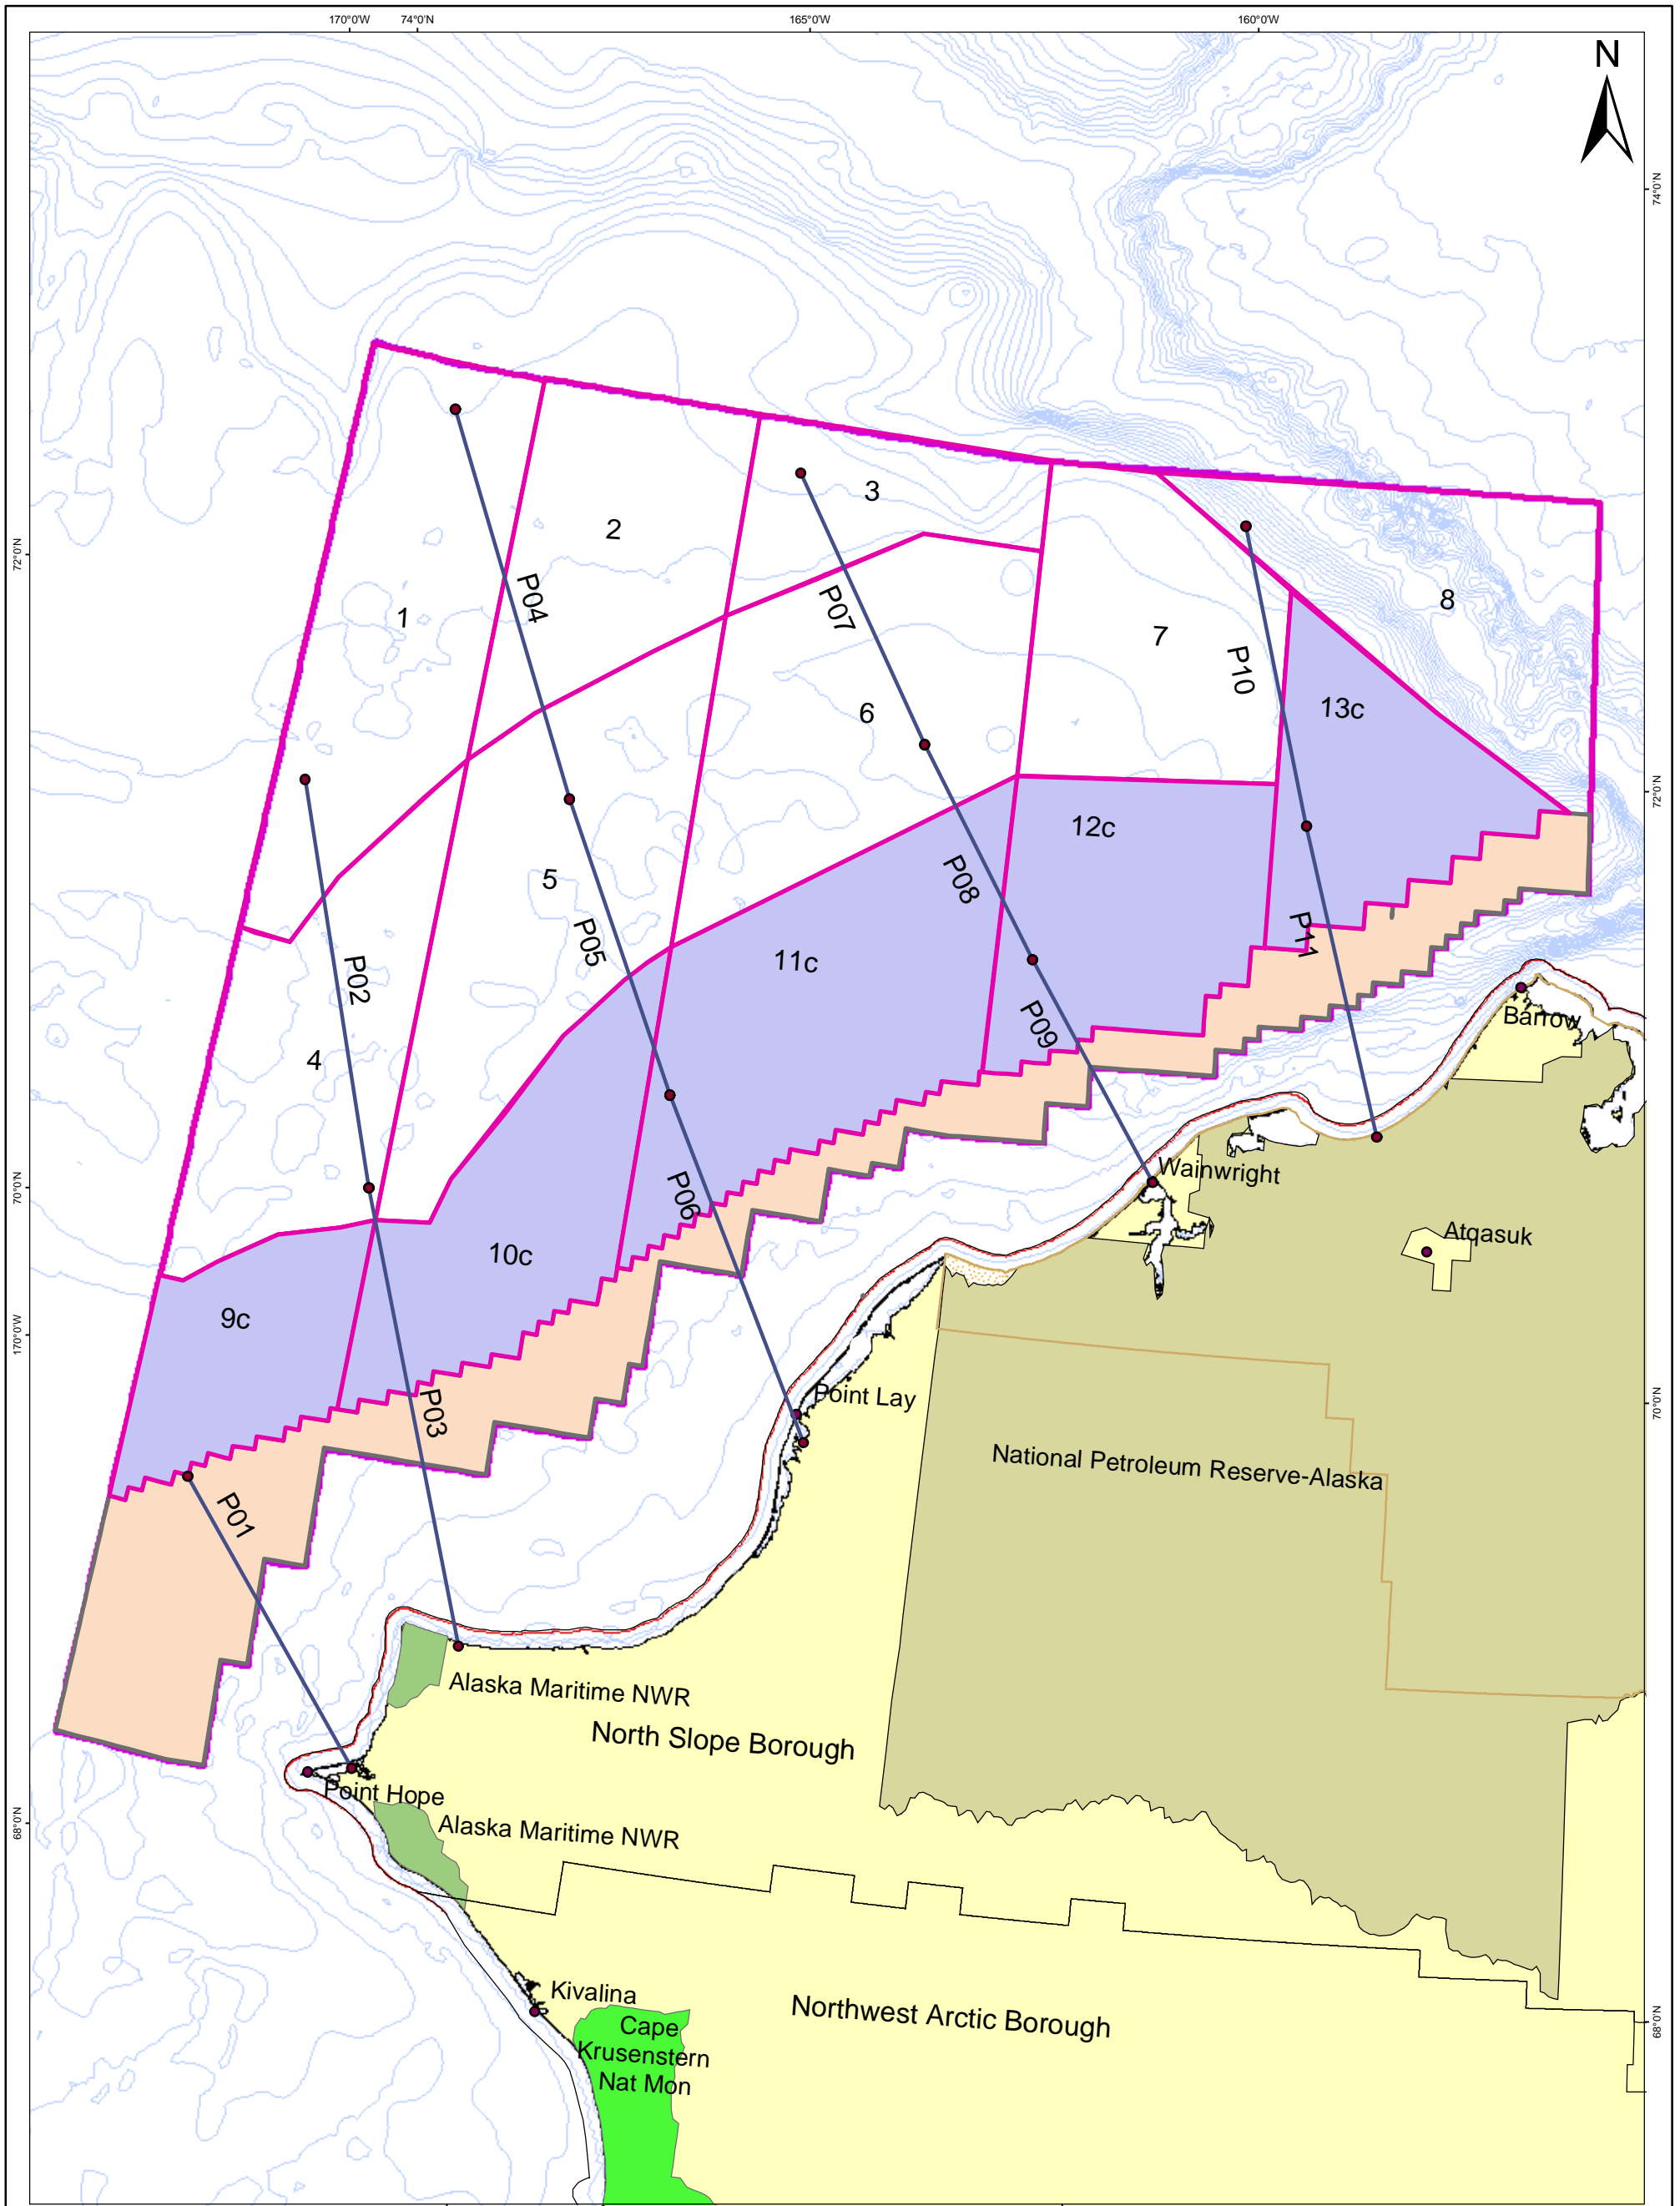 170°0'W
74°0'N
165°0'W
160°0'W
N
74°0'N
3
2
72°0'N
P04
P07
8
1
7
P10
6
13c
72°0'N
12c
5
P08
P05
11c
P11
P02
Barrow
P09
4
Wainwright
70°0'N
P06
Atqasuk
10c
9c
170°0'W
Point Lay
70°0'N
P03
National Petroleum Reserve-Alaska
P01
Alaska Maritime NWR
North Slope Borough
Point Hope
68°0'N
Alaska Maritime NWR
Kivalina
Northwest Arctic Borough
68°0'N
Cape
Krusenstern
Nat Mon